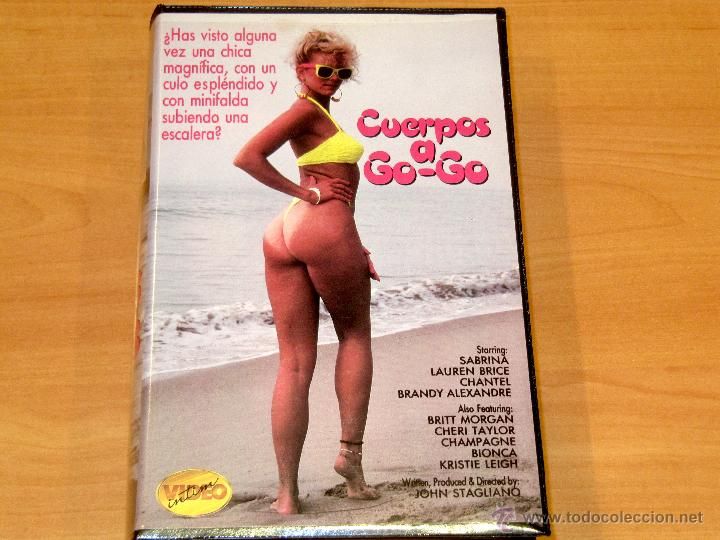 ¿Has visto alguna
vez una chica
magnífica, con un
culo espléndido y
con minifalda
subiendo una
escalera?
Cuerpos
a
Go-Go
Starring:
SABRINA
LAUREN BRICE
CHANTEL
BRANDY ALEXANDRE
Also Featuring:
BRITT MORGAN
CHERI TAYLOR
CHAMPAGNE
BIONCA
KRISTIE LEIGH
Written, Produced & Directed by:
JOHN STAGLIANO
VIDEO
intim
© www.todocoleccion.net